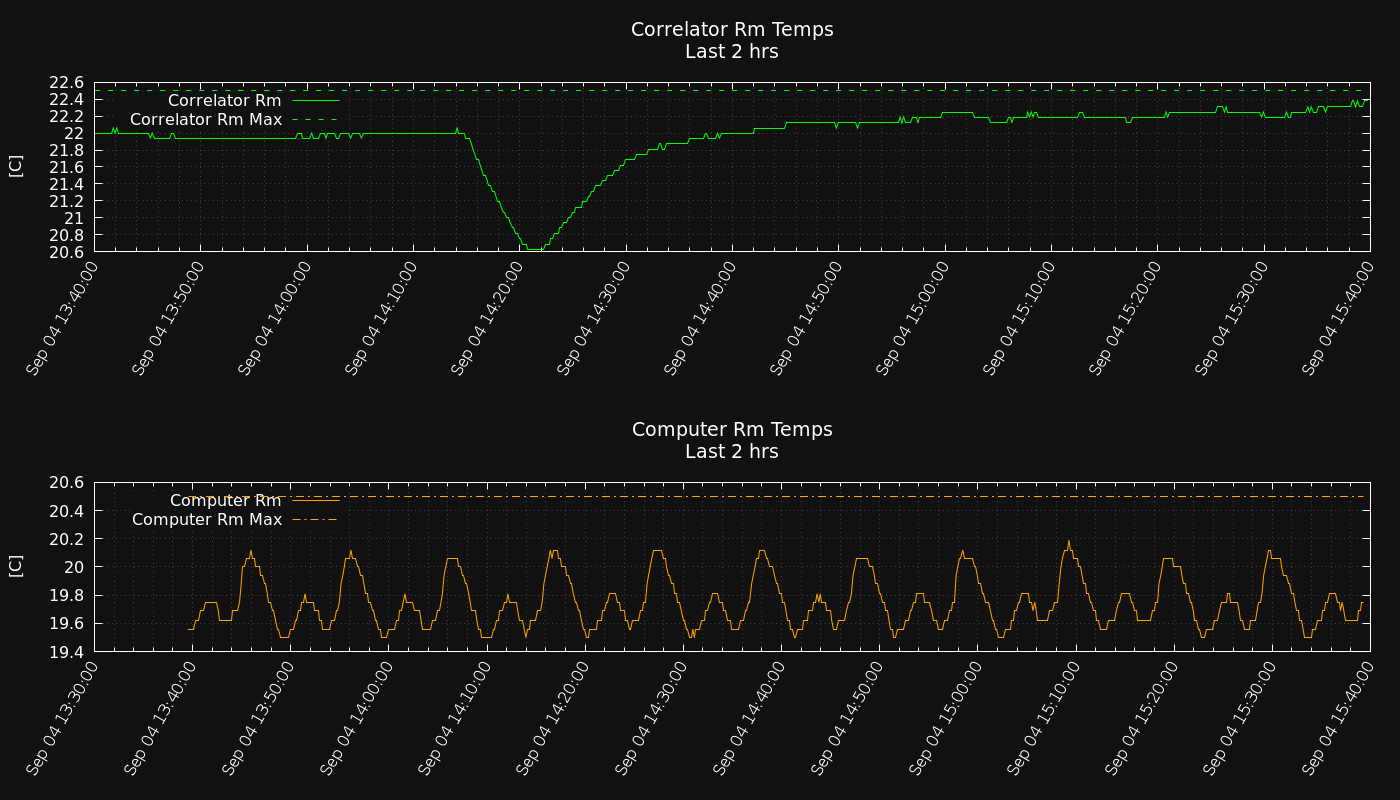 Correlator Rm Temps
Last 2 hrs
22.6
22.4
22.2
22
21.8
21.6
21.4
21.2
21
20.8
20.6
[C]
Correlator Rm
Correlator Rm Max
Sep 04 13:40:00
Sep 04 13:50:00
Sep 04 14:00:00
Sep 04 14:10:00
Sep 04 14:20:00
Sep 04 14:30:00
Sep 04 14:40:00
Sep 04 14:50:00
Sep 04 15:00:00
Sep 04 15:10:00
Sep 04 15:20:00
Sep 04 15:30:00
Sep 04 15:40:00
Computer Rm Temps
Last 2 hrs
20.6
20.4
20.2
20
19.8
19.6
19.4
[C]
Computer Rm
Computer Rm Max
Sep 04 13:30:00
Sep 04 13:40:00
Sep 04 13:50:00
Sep 04 14:00:00
Sep 04 14:10:00
Sep 04 14:20:00
Sep 04 14:30:00
Sep 04 14:40:00
Sep 04 14:50:00
Sep 04 15:00:00
Sep 04 15:10:00
Sep 04 15:20:00
Sep 04 15:30:00
Sep 04 15:40:00